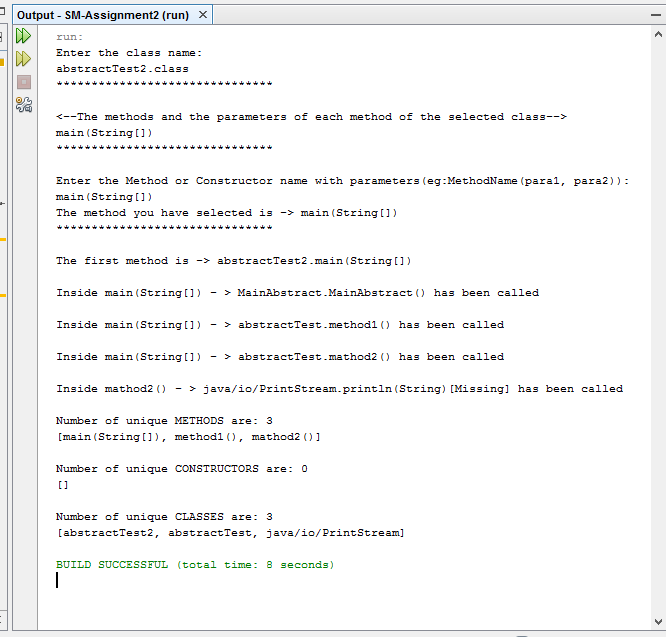 Output - SM-Assignment2 (run) ×
run:
Enter the class name:
abstractTest2.class
*******************************
<--The methods and the parameters of each method of the selected class-->
main(String[])
*******************************
Enter the Method or Constructor name with parameters(eg:MethodName(para1, para2)):
main(String[])
The method you have selected is -> main(String[])
*******************************
The first method is -> abstractTest2.main(String[])
Inside main(String[]) - > MainAbstract.MainAbstract() has been called
Inside main(String[]) - > abstractTest.method1() has been called
Inside main(String[]) - > abstractTest.mathod2() has been called
Inside mathod2() - > java/io/PrintStream.println(String)[Missing] has been called
Number of unique METHODS are: 3
[main(String[]), method1(), mathod2()]
Number of unique CONSTRUCTORS are: 0
[]
Number of unique CLASSES are: 3
[abstractTest2, abstractTest, java/io/PrintStream]
BUILD SUCCESSFUL (total time: 8 seconds)